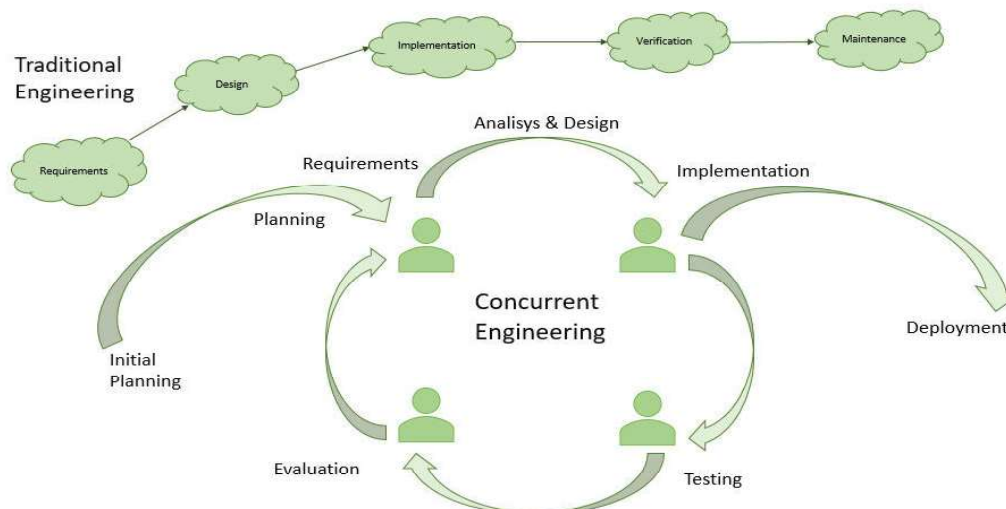 Traditional
Engineering
Requirements
Design
Implementation
Verification
Maintenance
Analisys & Design
Requirements
Implementation
Planning
Concurrent
Engineering
Initial
Planning
Deployment
Evaluation
Testing